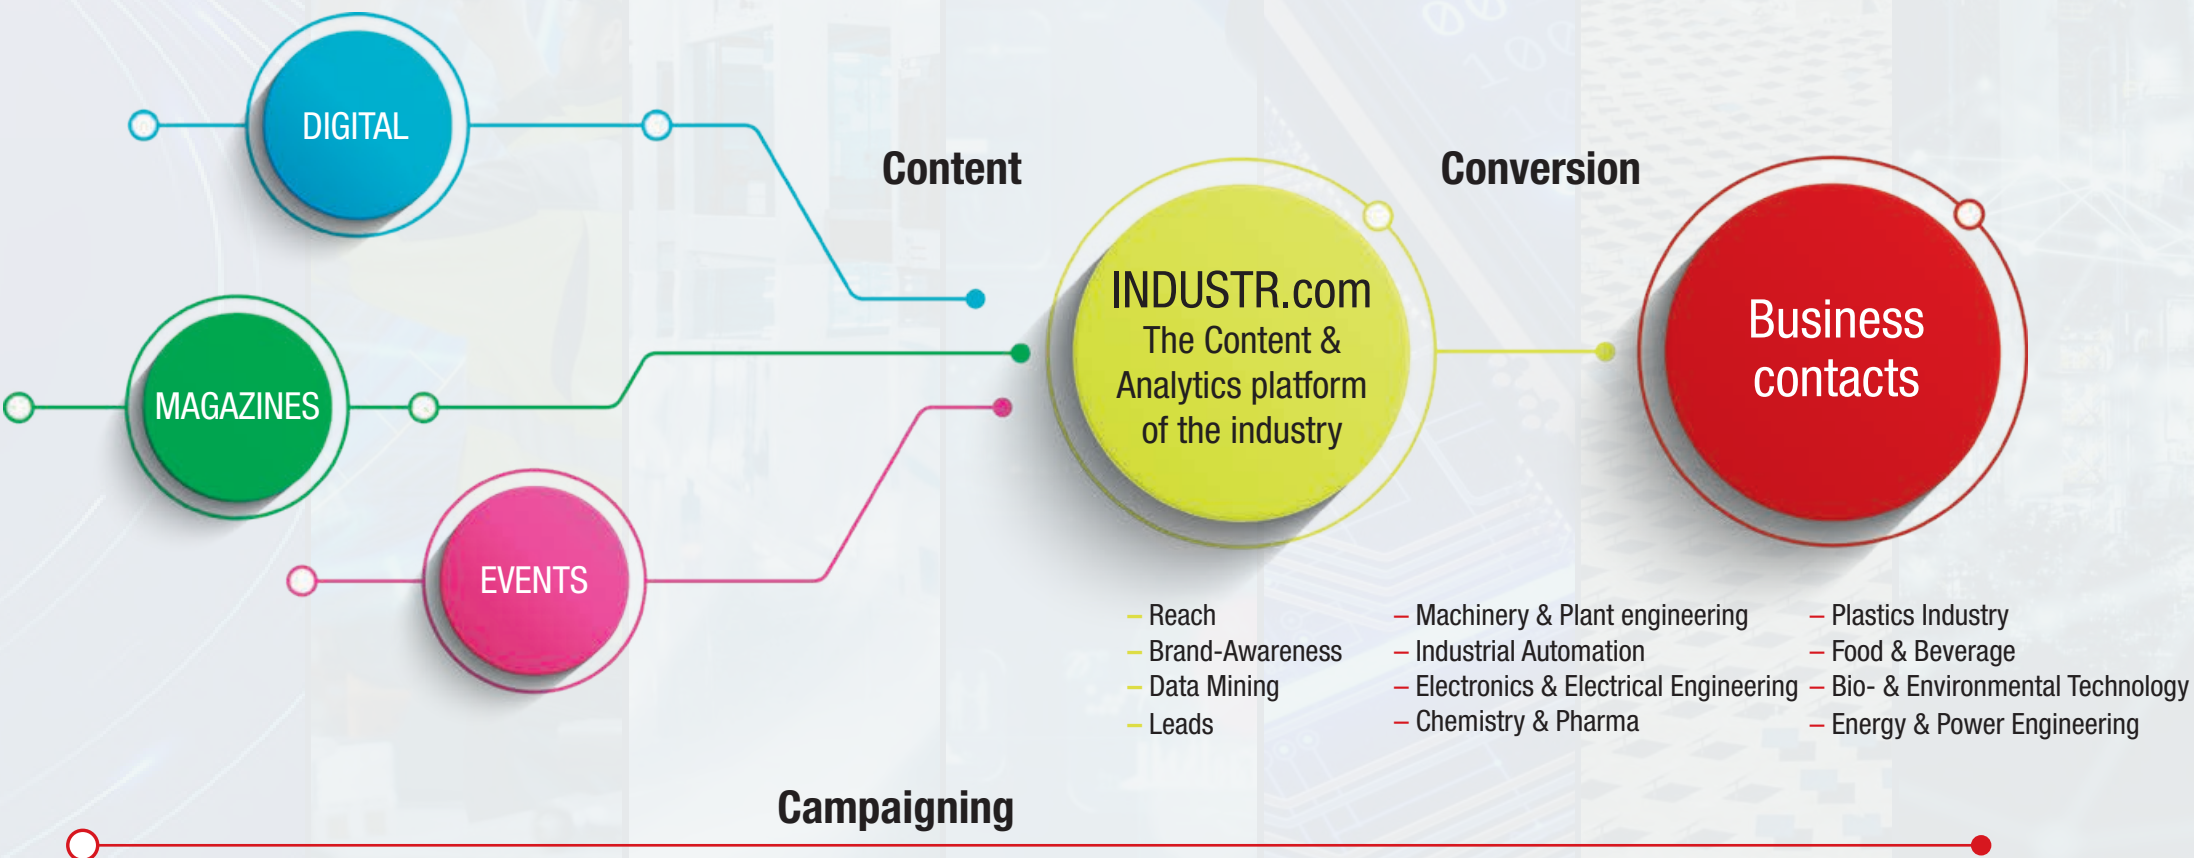 DIGITAL
Content
Conversion
INDUSTR.com
The Content &
Analytics platform
of the industry
Business
contacts
MAGAZINES
EVENTS
– Reach
– Brand-Awareness
– Data Mining
– Leads
– Machinery & Plant engineering
– Industrial Automation
– Electronics & Electrical Engineering
– Chemistry & Pharma
– Plastics Industry
– Food & Beverage
– Bio- & Environmental Technology
– Energy & Power Engineering
Campaigning